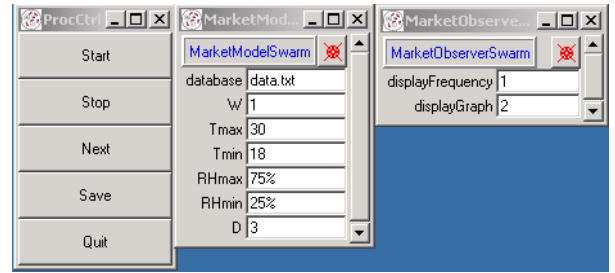 ProcCtrl
Start
Stop
Next
Save
Quit
MarketMod...
MarketModelSwarm
database data.txt
W 1
Tmax 30
Tmin 18
RHmax 75%
RHmin 25%
D 3
MarketObserve...
MarketObserverSwarm
displayFrequency 1
displayGraph 2